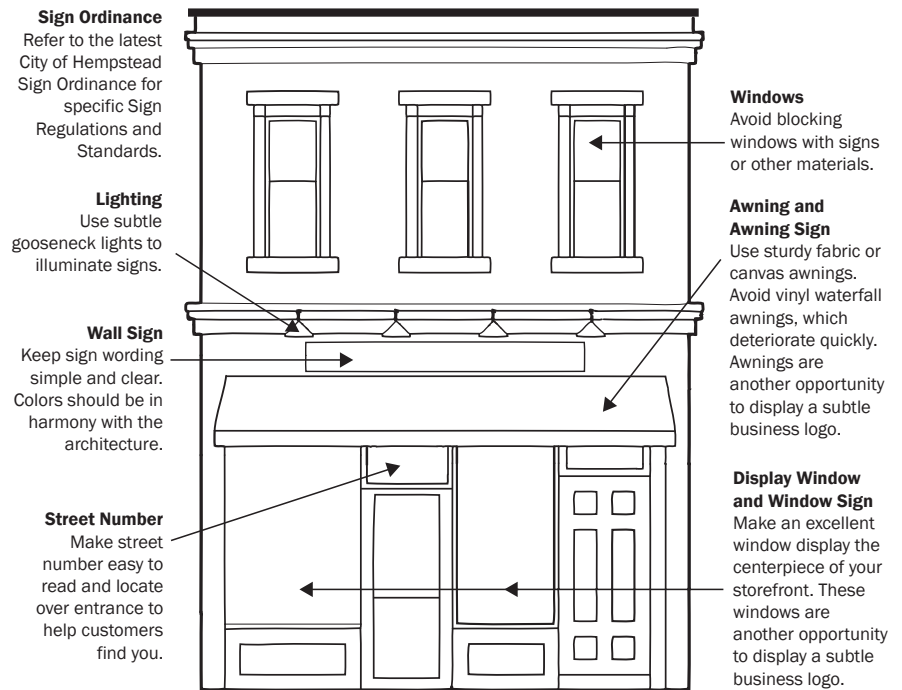 Sign Ordinance
Refer to the latest
City of Hempstead
Sign Ordinance for
specific Sign
Regulations and
Standards.
Lighting
Use subtle
gooseneck lights to
illuminate signs.
Wall Sign
Keep sign wording
simple and clear.
Colors should be in
harmony with the
architecture.
Street Number
Make street
number easy to
read and locate
over entrance to
help customers
find you.
Windows
Avoid blocking
windows with signs
or other materials.
Awning and
Awning Sign
Use sturdy fabric or
canvas awnings.
Avoid vinyl waterfall
awnings, which
deteriorate quickly.
Awnings are
another opportunity
to display a subtle
business logo.
Display Window
and Window Sign
Make an excellent
window display the
centerpiece of your
storefront. These
windows are
another opportunity
to display a subtle
business logo.